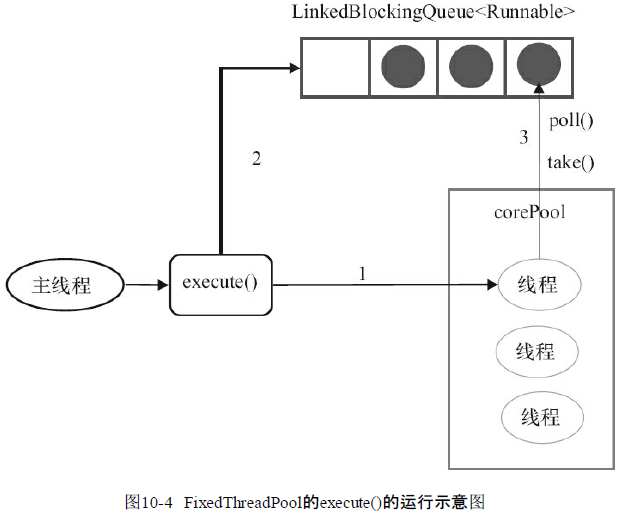 LinkedBlockingQueue<Runnable>
poll()
3
2
take()
corePool
主线程
execute()
1
线程
线程
线程
图10-4 FixedThreadPool的execute()的运行示意图